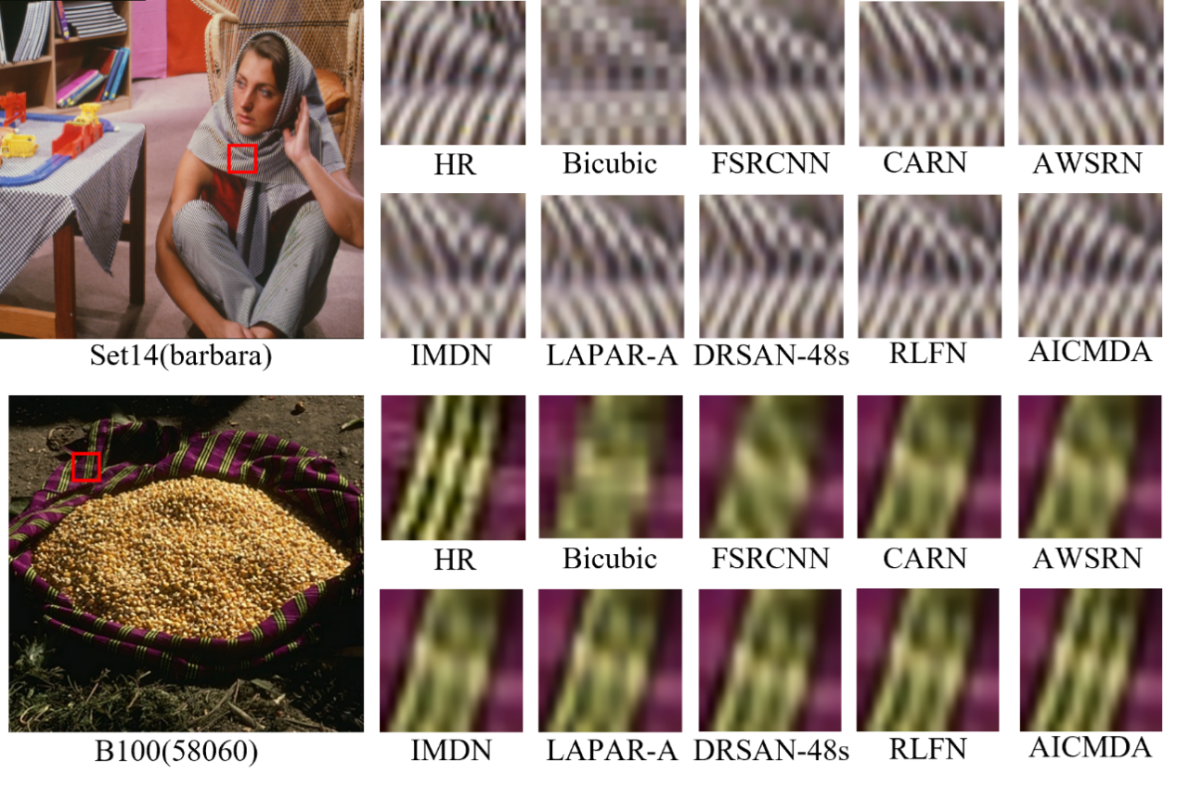 HR Bicubic FSRCNN CARN AWSRN
Set14(barbara) IMDN LAPAR-A DRSAN-48s RLFN AICMDA
HR Bicubic FSRCNN CARN AWSRN
B100(58060) IMDN LAPAR-A DRSAN-48s RLFN AICMDA